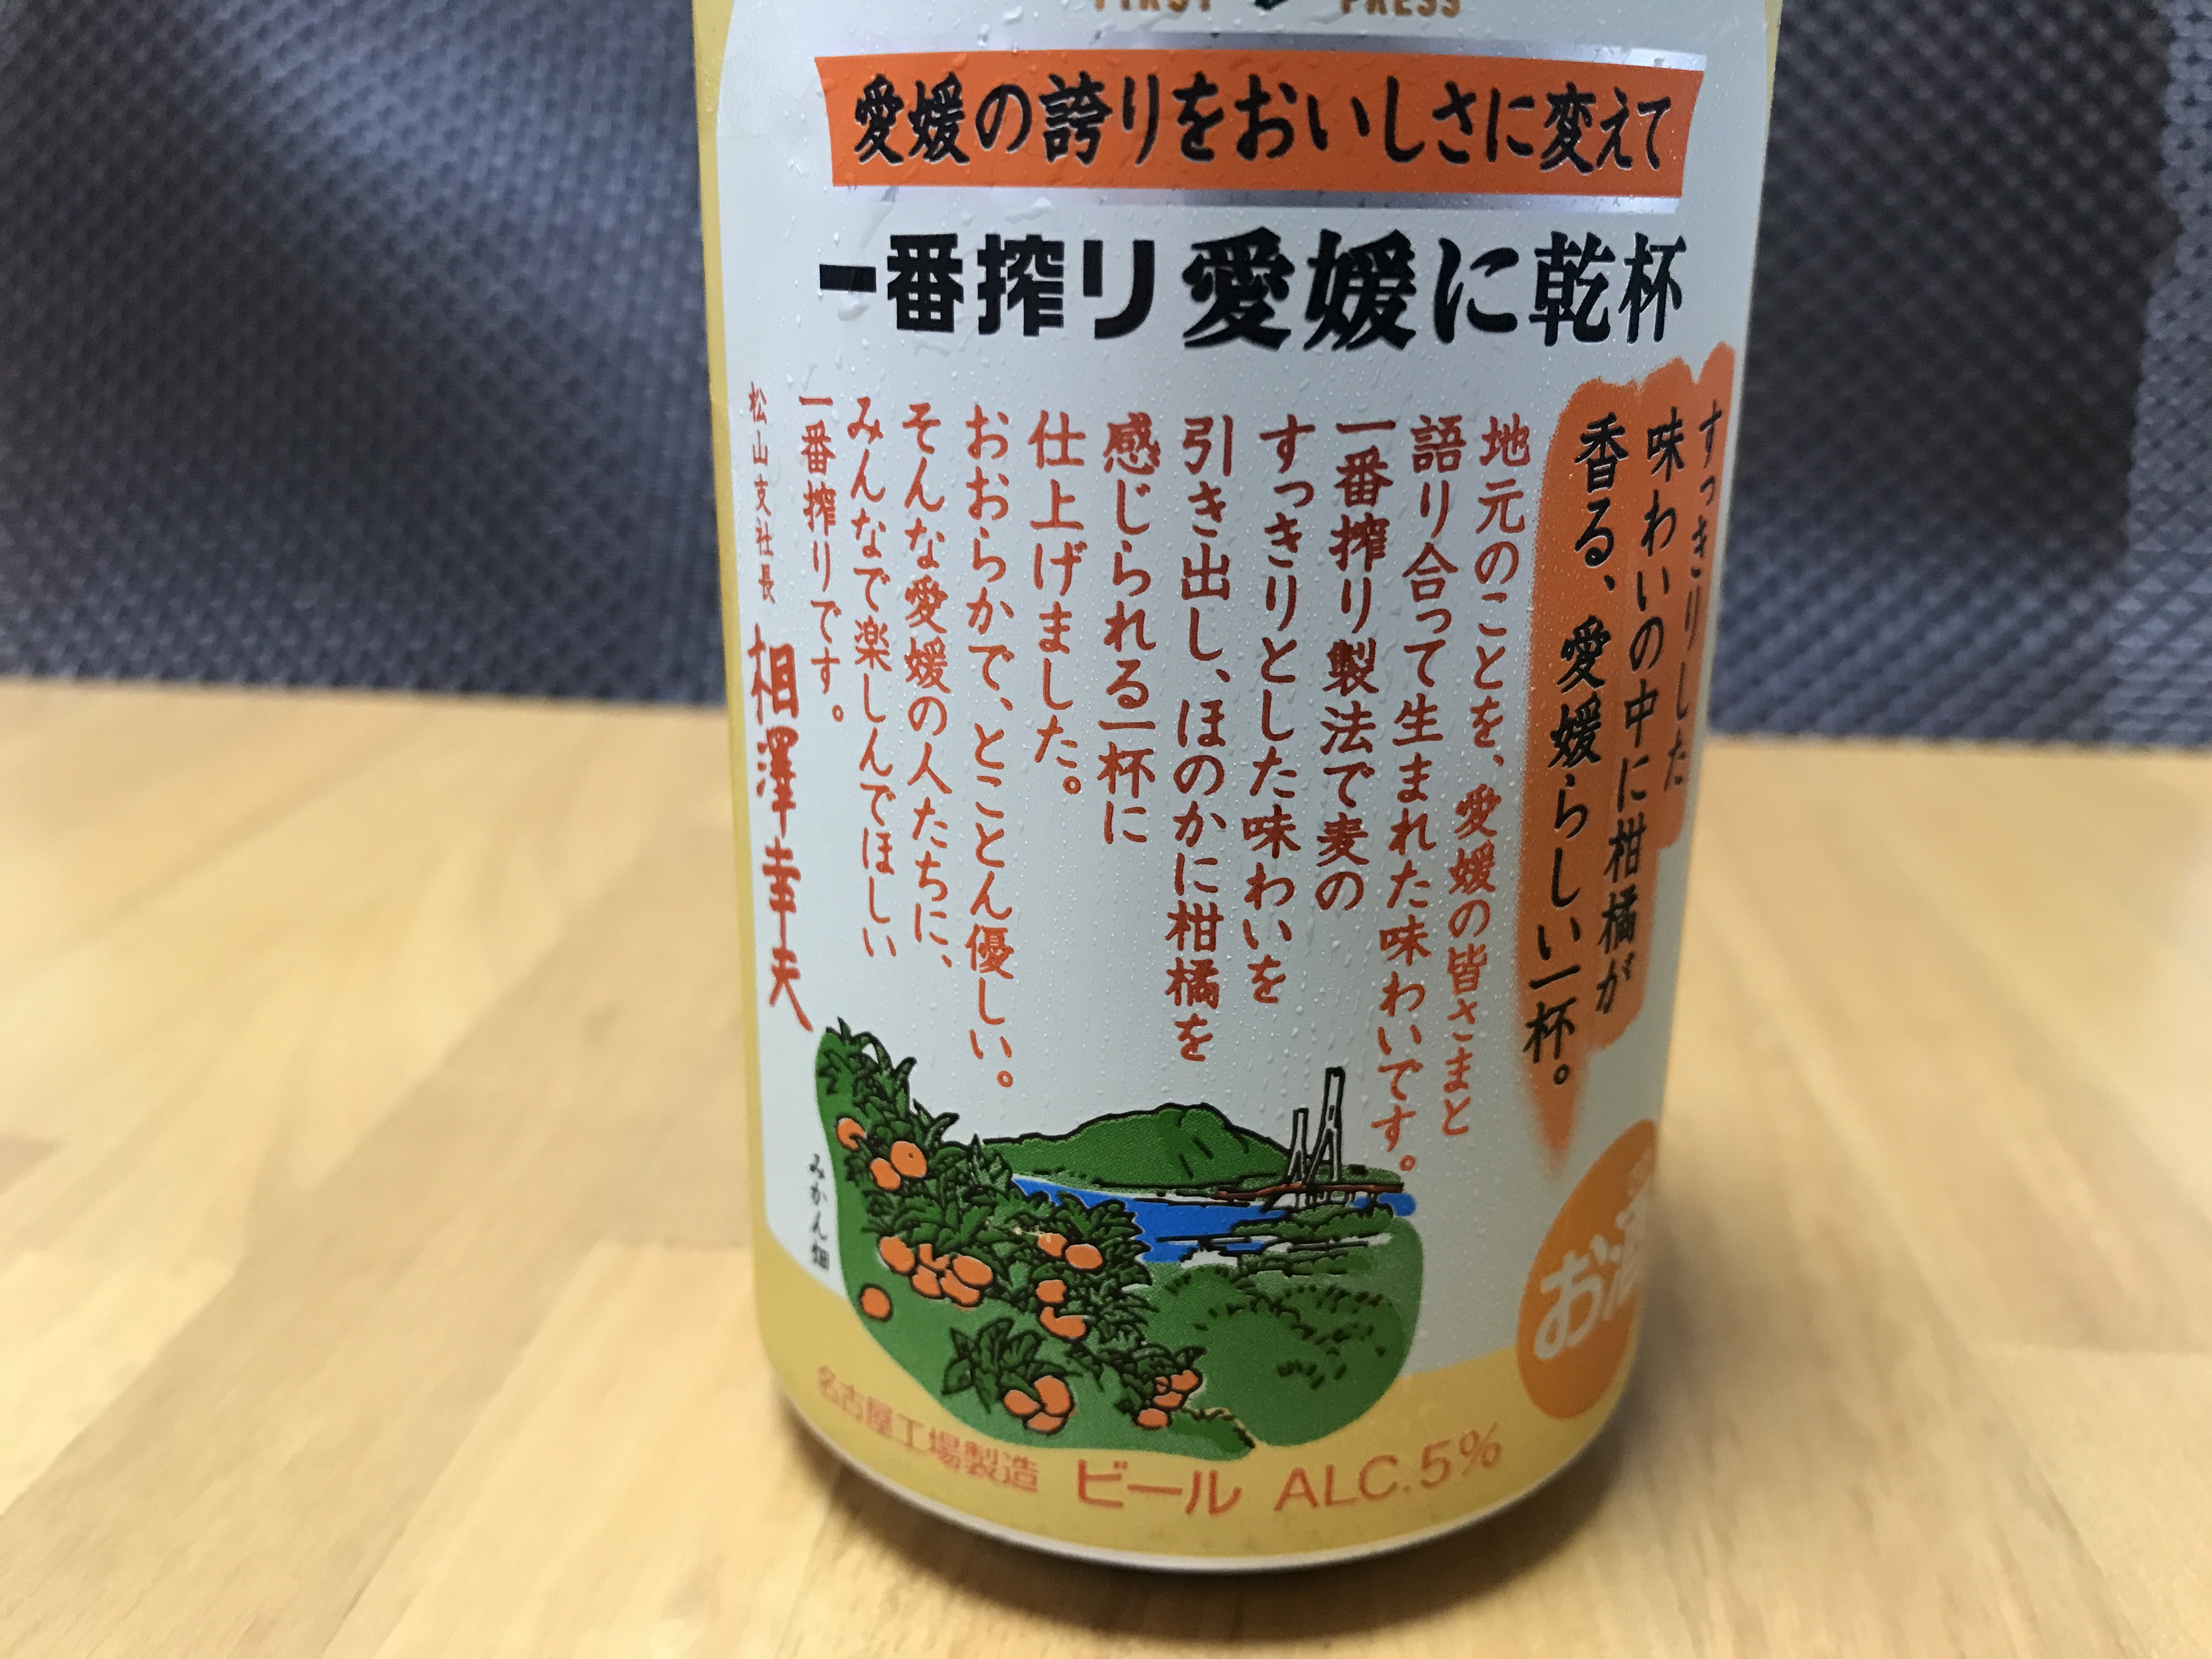 FIRST PRESS
愛媛の誇りをおいしさに変えて
一番搾り愛媛に乾杯
すっきりした
味わいの中に柑橘が
香る、愛媛らしい一杯。
地元のことを、愛媛の皆さまと
語り合って生まれた味わいです。
一番搾り製法で麦の
すっきりとした味わいを
引き出し、ほのかに柑橘を
感じられる一杯に
仕上げました。
おおらかで、とことん優しい。
そんな愛媛の人たちに、
みんなで楽しんでほしい
一番搾りです。
松山支社長 相澤幸夫
みかん畑
お酒
名古屋工場製造 ビール ALC.5%